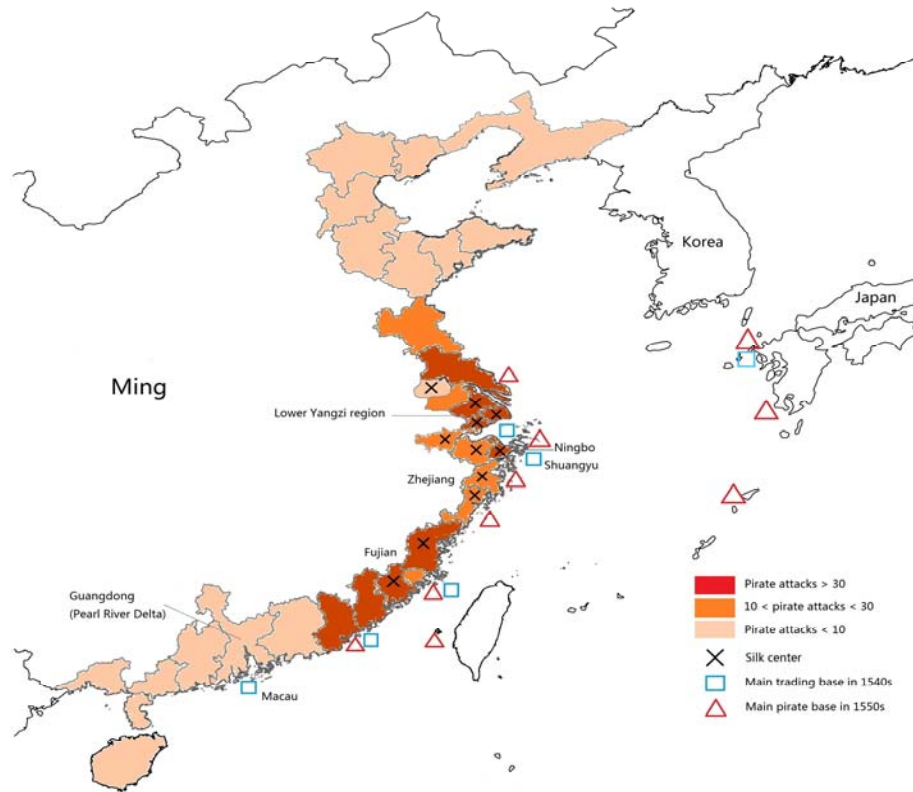 Korea
Japan
Ming
Lower Yangzi region
Ningbo
Shuangyu
Zhejiang
Fujian
Guangdong
(Pearl River Delta)
Macau
Pirate attacks > 30
10 < pirate attacks < 30
Pirate attacks < 10
Silk center
Main trading base in 1540s
Main pirate base in 1550s